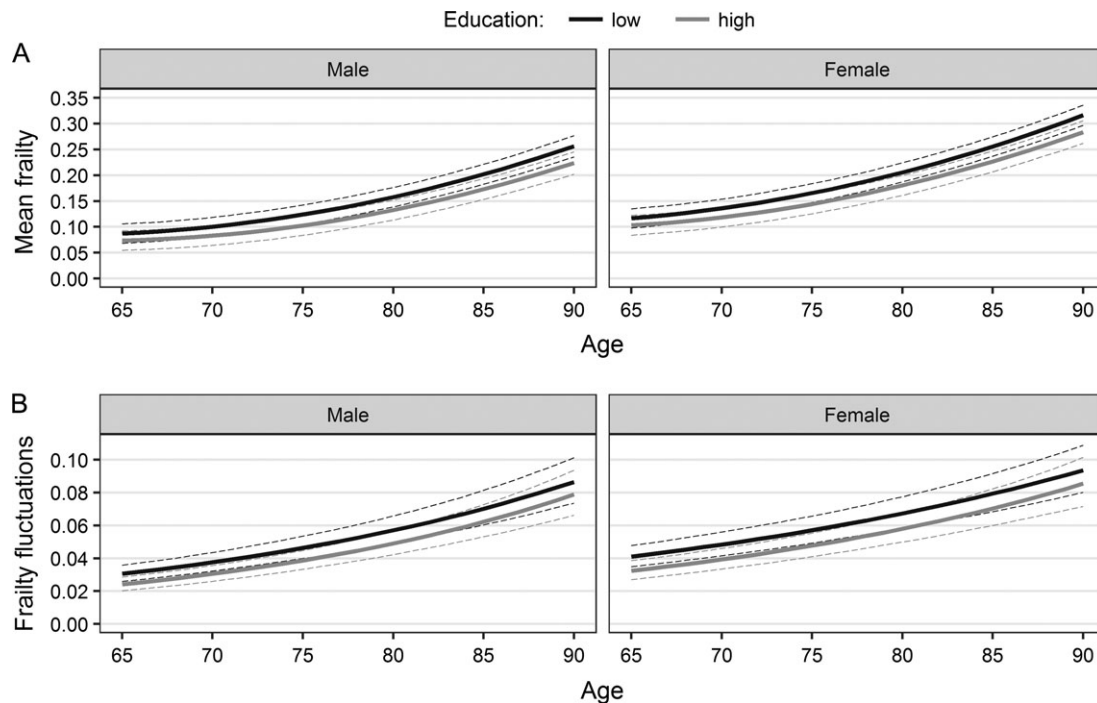 Education: low high
A
Male Female
Mean frailty
0.35
0.30
0.25
0.20
0.15
0.10
0.05
0.00
65 70 75 80 85 90 65 70 75 80 85 90
Age
B
Male Female
Frailty fluctuations
0.10
0.08
0.06
0.04
0.02
0.00
65 70 75 80 85 90 65 70 75 80 85 90
Age